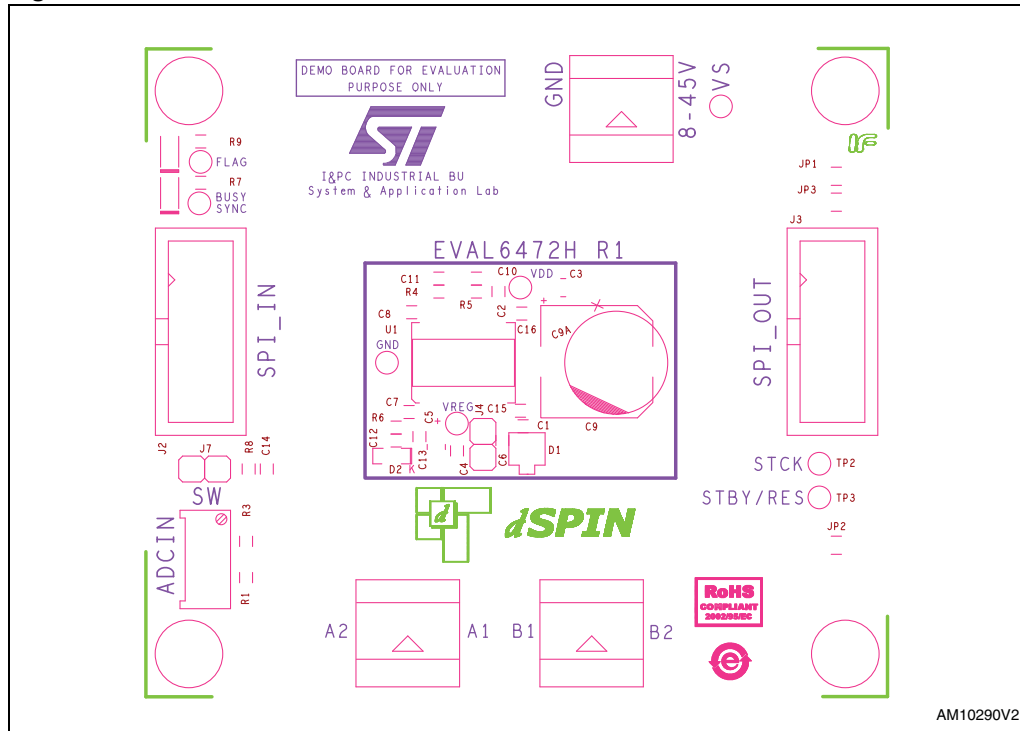 DEMO BOARD FOR EVALUATION
PURPOSE ONLY
ST
I&PC INDUSTRIAL BU
System & Application Lab
GND
8-45V
VS
R9
FLAG
R7
BUSY
SYNC
JP1
JP3
J3
EVAL6472H R1
C11
C10
VDD
C3
R4
R5
C2
C8
U1
C16
C9A
GND
SPI_IN
SPI_OUT
C7
VREG
J4
C15
R6
C5
C1
C9
C12
C13
C4
C6
D1
D2
K
J2
J7
R8
C14
SW
STCK
TP2
STBY/RES
TP3
d
dSPIN
ADCIN
R3
R1
JP2
A2
A1
B1
B2
RoHS
COMPLIANT
2002/95/EC
e
AM10290V2